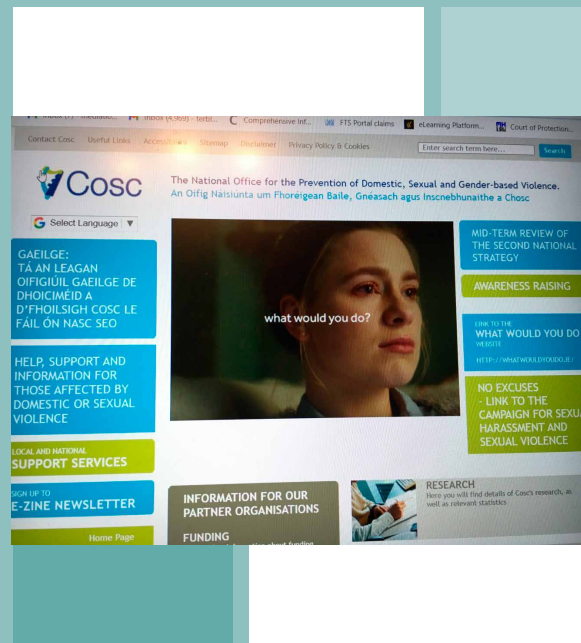 FTS Portal claims
eLearning Platform...
Court of Protection...
Contact Cosc
Useful Links
Sitemap
Disclaimer
Privacy Policy & Cookies
Enter search term here...
Search
Cosc
The National Office for the Prevention of Domestic, Sexual and Gender-based Violence.
An Oifig Naisiúnta um Fhoréigean Baile, Gnéasach agus Inscnebhunaithe a Chosc
G Select Language ▼
GAEILGE:
TÁ AN LEAGAN
OIFIGIÚIL GAEILGE DE
DHOICIMÉID A
D'FHOILSIGH COSC LE
FÁIL ÓN NASC SEO
HELP, SUPPORT AND
INFORMATION FOR
THOSE AFFECTED BY
DOMESTIC OR SEXUAL
VIOLENCE
LOCAL AND NATIONAL
SUPPORT SERVICES
SIGN UP TO
E-ZINE NEWSLETTER
Home Page
what would you do?
INFORMATION FOR OUR
PARTNER ORGANISATIONS
FUNDING
MID-TERM REVIEW OF
THE SECOND NATIONAL
STRATEGY
AWARENESS RAISING
LINK TO THE
WHAT WOULD YOU DO
WEBSITE
HTTP://WHATWOULDYOUDO.IE/
NO EXCUSES
- LINK TO THE
CAMPAIGN FOR SEXUA
HARASSMENT AND
SEXUAL VIOLENCE
RESEARCH
Here you will find details of Cosc's research, as
well as relevant statistics